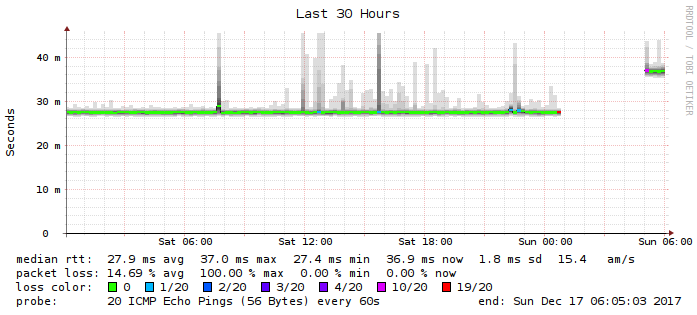 Last 30 Hours
RRDTOOL / TOBI OETIKER
Seconds
40 m
30 m
20 m
10 m
0
Sat 06:00 Sat 12:00 Sat 18:00 Sun 00:00 Sun 06:00
median rtt: 27.9 ms avg 37.0 ms max 27.4 ms min 36.9 ms now 1.8 ms sd 15.4 am/s
packet loss: 14.69 % avg 100.00 % max 0.00 % min 0.00 % now
loss color: 0 1/20 2/20 3/20 4/20 10/20 19/20
probe: 20 ICMP Echo Pings (56 Bytes) every 60s end: Sun Dec 17 06:05:03 2017